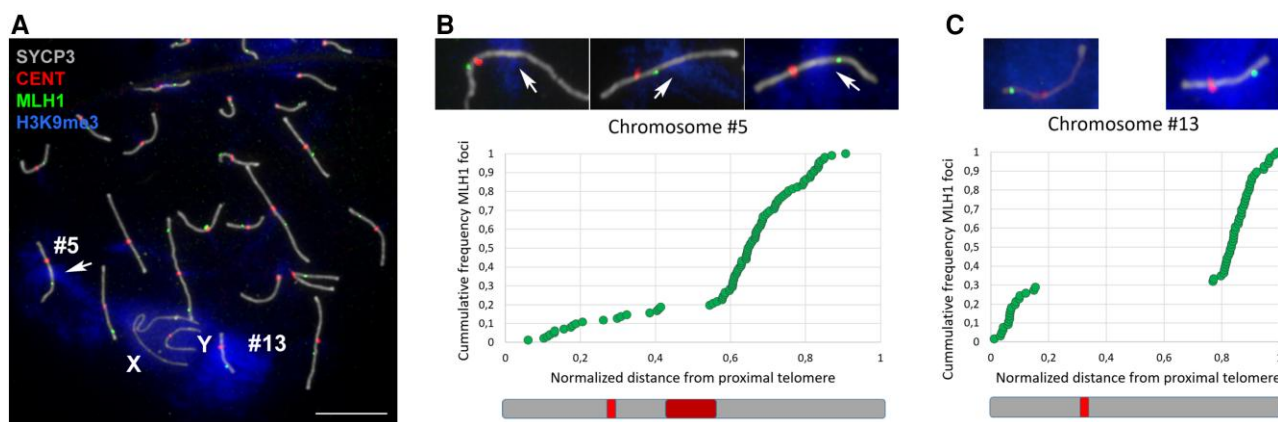 A
SYCP3
CENT
MLH1
H3K9me3
#5
X
Y
#13
B
Chromosome #5
Cummulative frequency MLH1 foci
1
0,9
0,8
0,7
0,6
0,5
0,4
0,3
0,2
0,1
0
0
0,2
0,4
0,6
0,8
1
Normalized distance from proximal telomere
C
Chromosome #13
Cummulative frequency MLH1 foci
1
0,9
0,8
0,7
0,6
0,5
0,4
0,3
0,2
0,1
0
0
0,2
0,4
0,6
0,8
1
Normalized distance from proximal telomere